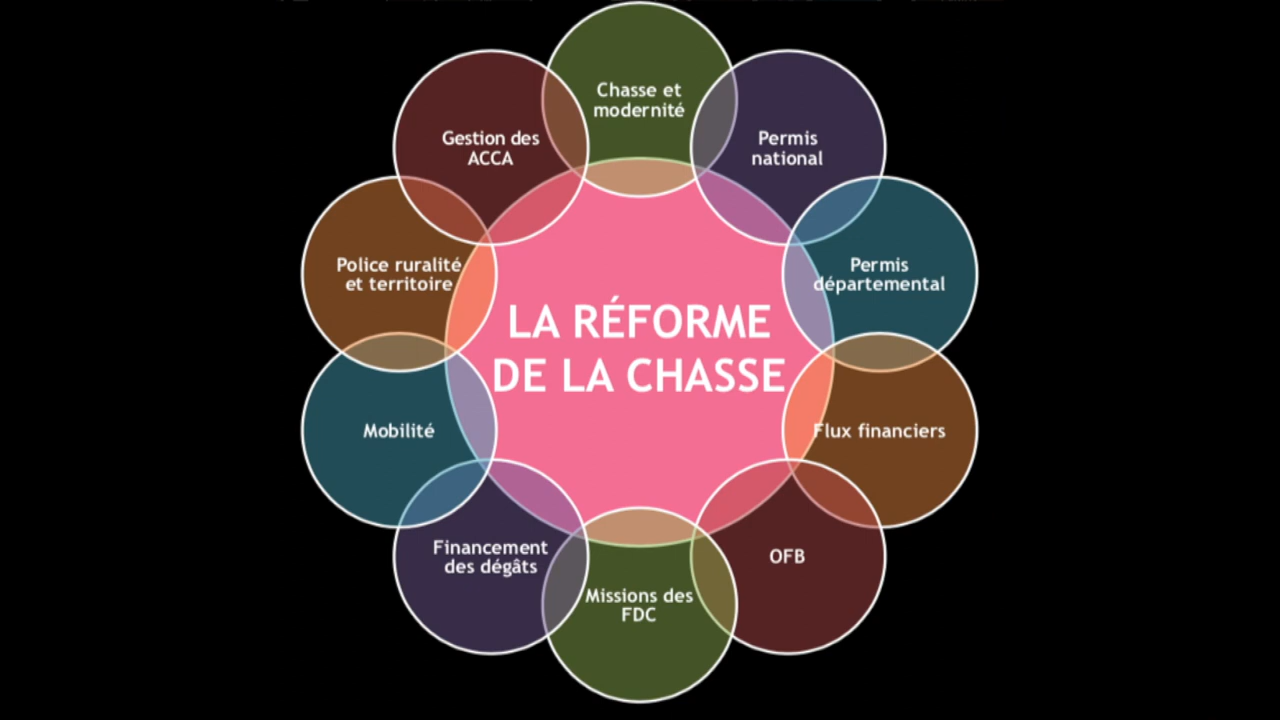 Chasse et
modernité
Permis
national
Permis
départemental
Flux financiers
OFB
Missions des
FDC
Financement
des dégâts
Mobilité
Police ruralité
et territoire
Gestion des
ACCA
LA RÉFORME
DE LA CHASSE